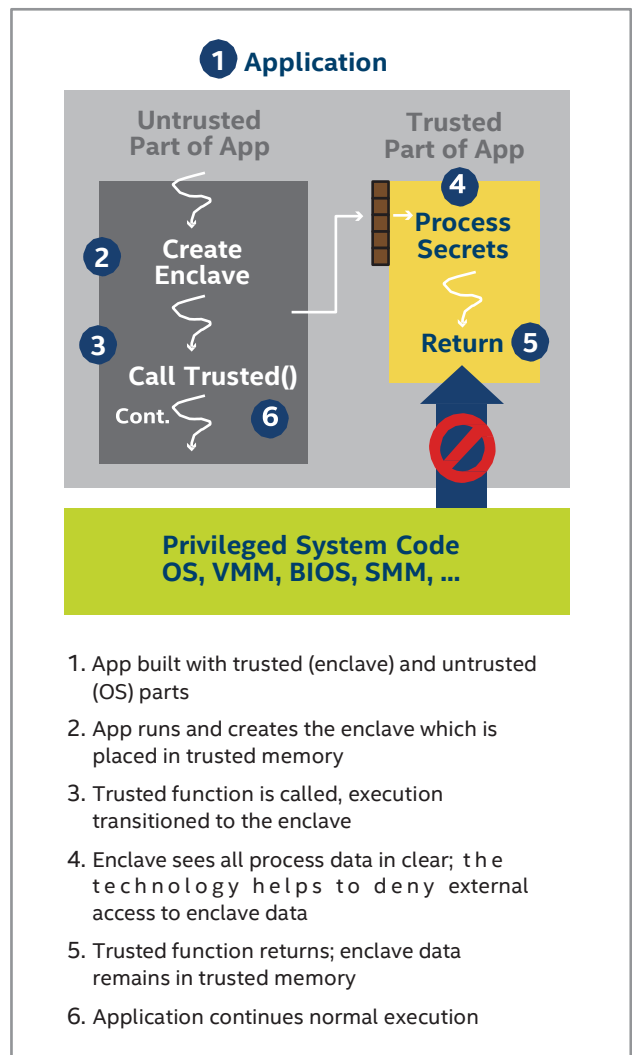 1 Application
Untrusted
Part of App
Trusted
Part of App
4
Process
Secrets
2
Create
Enclave
3
Return 5
Call Trusted()
Cont.
6
Privileged System Code
OS, VMM, BIOS, SMM, ...
1. App built with trusted (enclave) and untrusted
(OS) parts
2. App runs and creates the enclave which is
placed in trusted memory
3. Trusted function is called, execution
transitioned to the enclave
4. Enclave sees all process data in clear; the
technology helps to deny external
access to enclave data
5. Trusted function returns; enclave data
remains in trusted memory
6. Application continues normal execution